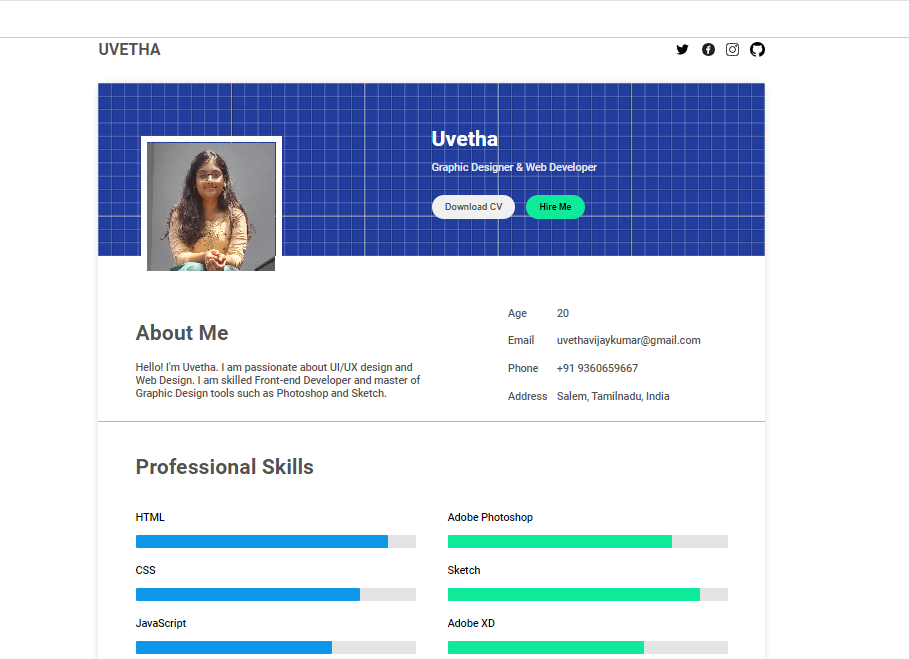 UVETHA
Uvetha
Graphic Designer & Web Developer
Download CV
Hire Me
About Me
Hello! I'm Uvetha. I am passionate about UI/UX design and
Web Design. I am skilled Front-end Developer and master of
Graphic Design tools such as Photoshop and Sketch.
Age 20
Email uvethavijaykumar@gmail.com
Phone +91 9360659667
Address Salem, Tamilnadu, India
Professional Skills
HTML
Adobe Photoshop
CSS
Sketch
JavaScript
Adobe XD